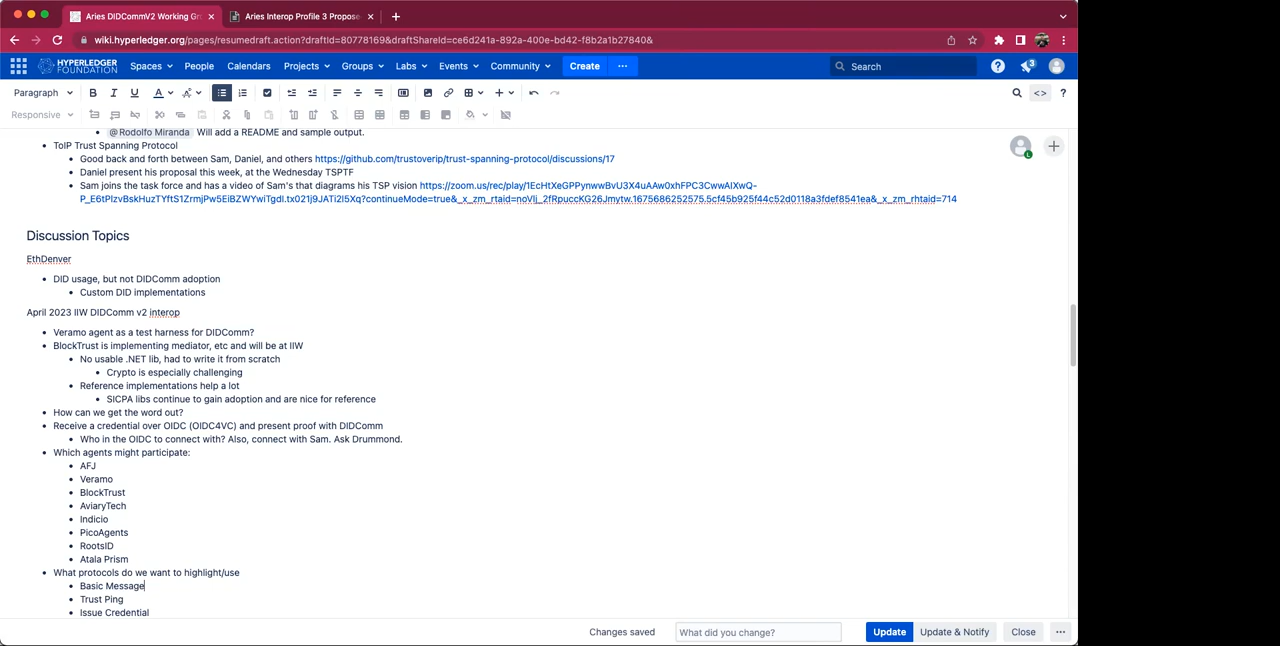 Aries DIDCommV2 Working Gr
Aries Interop Profile 3 Propose
wiki.hyperledger.org/pages/resumedraft.action?draftId=80778169&draftShareId=ce6d241a-892a-400e-bd42-f8b2a1b27840&
HYPERLEDGER FOUNDATION Spaces People Calendars Projects Groups Labs Events Community Create ··· Search 3
Paragraph B I U A
Responsive
@Rodolfo Miranda Will add a README and sample output.
ToIP Trust Spanning Protocol
Good back and forth between Sam, Daniel, and others https://github.com/trustoverip/trust-spanning-protocol/discussions/17
Daniel present his proposal this week, at the Wednesday TSPTF
Sam joins the task force and has a video of Sam's that diagrams his TSP vision https://zoom.us/rec/play/1EcHtXeGPPynwwBvU3X4uAAw0xhFPC3CwwAIXwQ-
P_E6tPIzvBskHuzTYftS1ZrmjPw5EiBZWYwiTgdI.tx021j9JATi2l5Xq?continueMode=true&_x_zm_rtaid=noVIj_2fRpuccKG26Jmytw.1675686252575.5cf45b925f44c52d0118a3fdef8541ea&_x_zm_rhtaid=714
Discussion Topics
EthDenver
DID usage, but not DIDComm adoption
Custom DID implementations
April 2023 IIW DIDComm v2 interop
Veramo agent as a test harness for DIDComm?
BlockTrust is implementing mediator, etc and will be at IIW
No usable .NET lib, had to write it from scratch
Crypto is especially challenging
Reference implementations help a lot
SICPA libs continue to gain adoption and are nice for reference
How can we get the word out?
Receive a credential over OIDC (OIDC4VC) and present proof with DIDComm
Who in the OIDC to connect with? Also, connect with Sam. Ask Drummond.
Which agents might participate:
AFJ
Veramo
BlockTrust
AviaryTech
Indicio
PicoAgents
RootsID
Atala Prism
What protocols do we want to highlight/use
Basic Message
Trust Ping
Issue Credential
Changes saved What did you change? Update Update & Notify Close ···